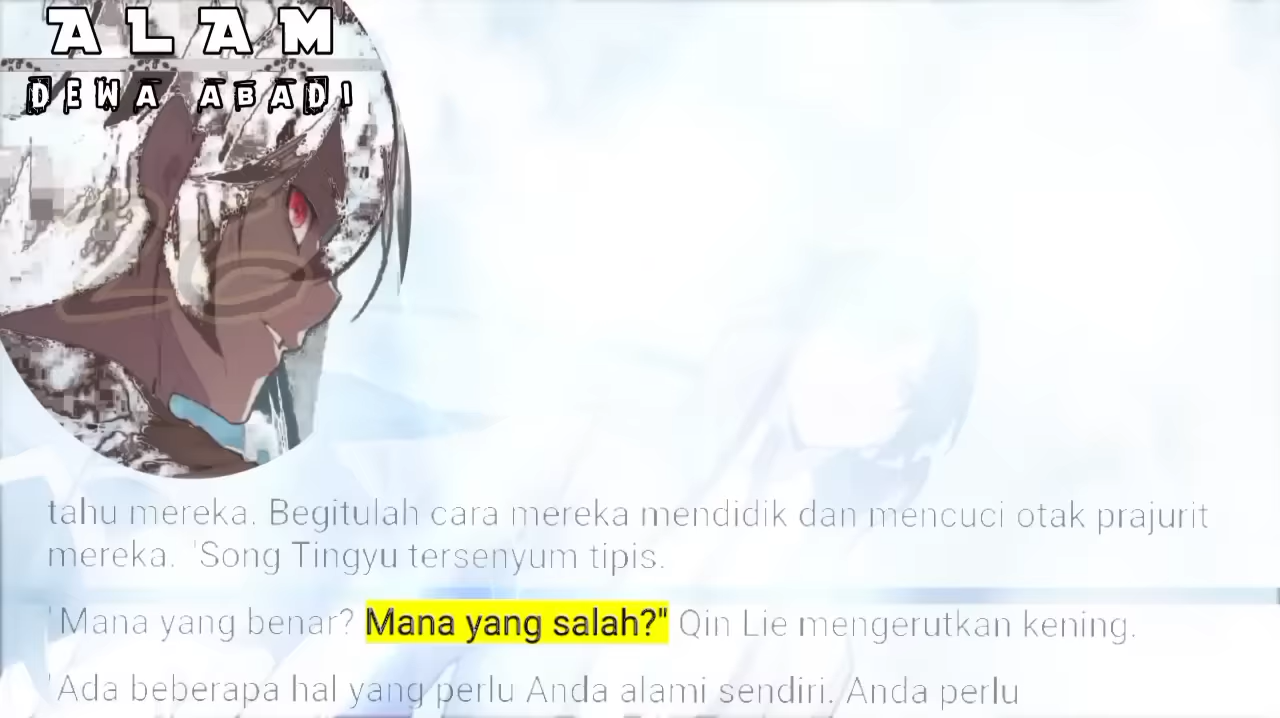 ALAM
DEWA ABADI
tahu mereka. Begitulah cara mereka mendidik dan mencuci otak prajurit
mereka. 'Song Tingyu tersenyum tipis.
'Mana yang benar? Mana yang salah?" Qin Lie mengerutkan kening.
'Ada beberapa hal yang perlu Anda alami sendiri. Anda perlu